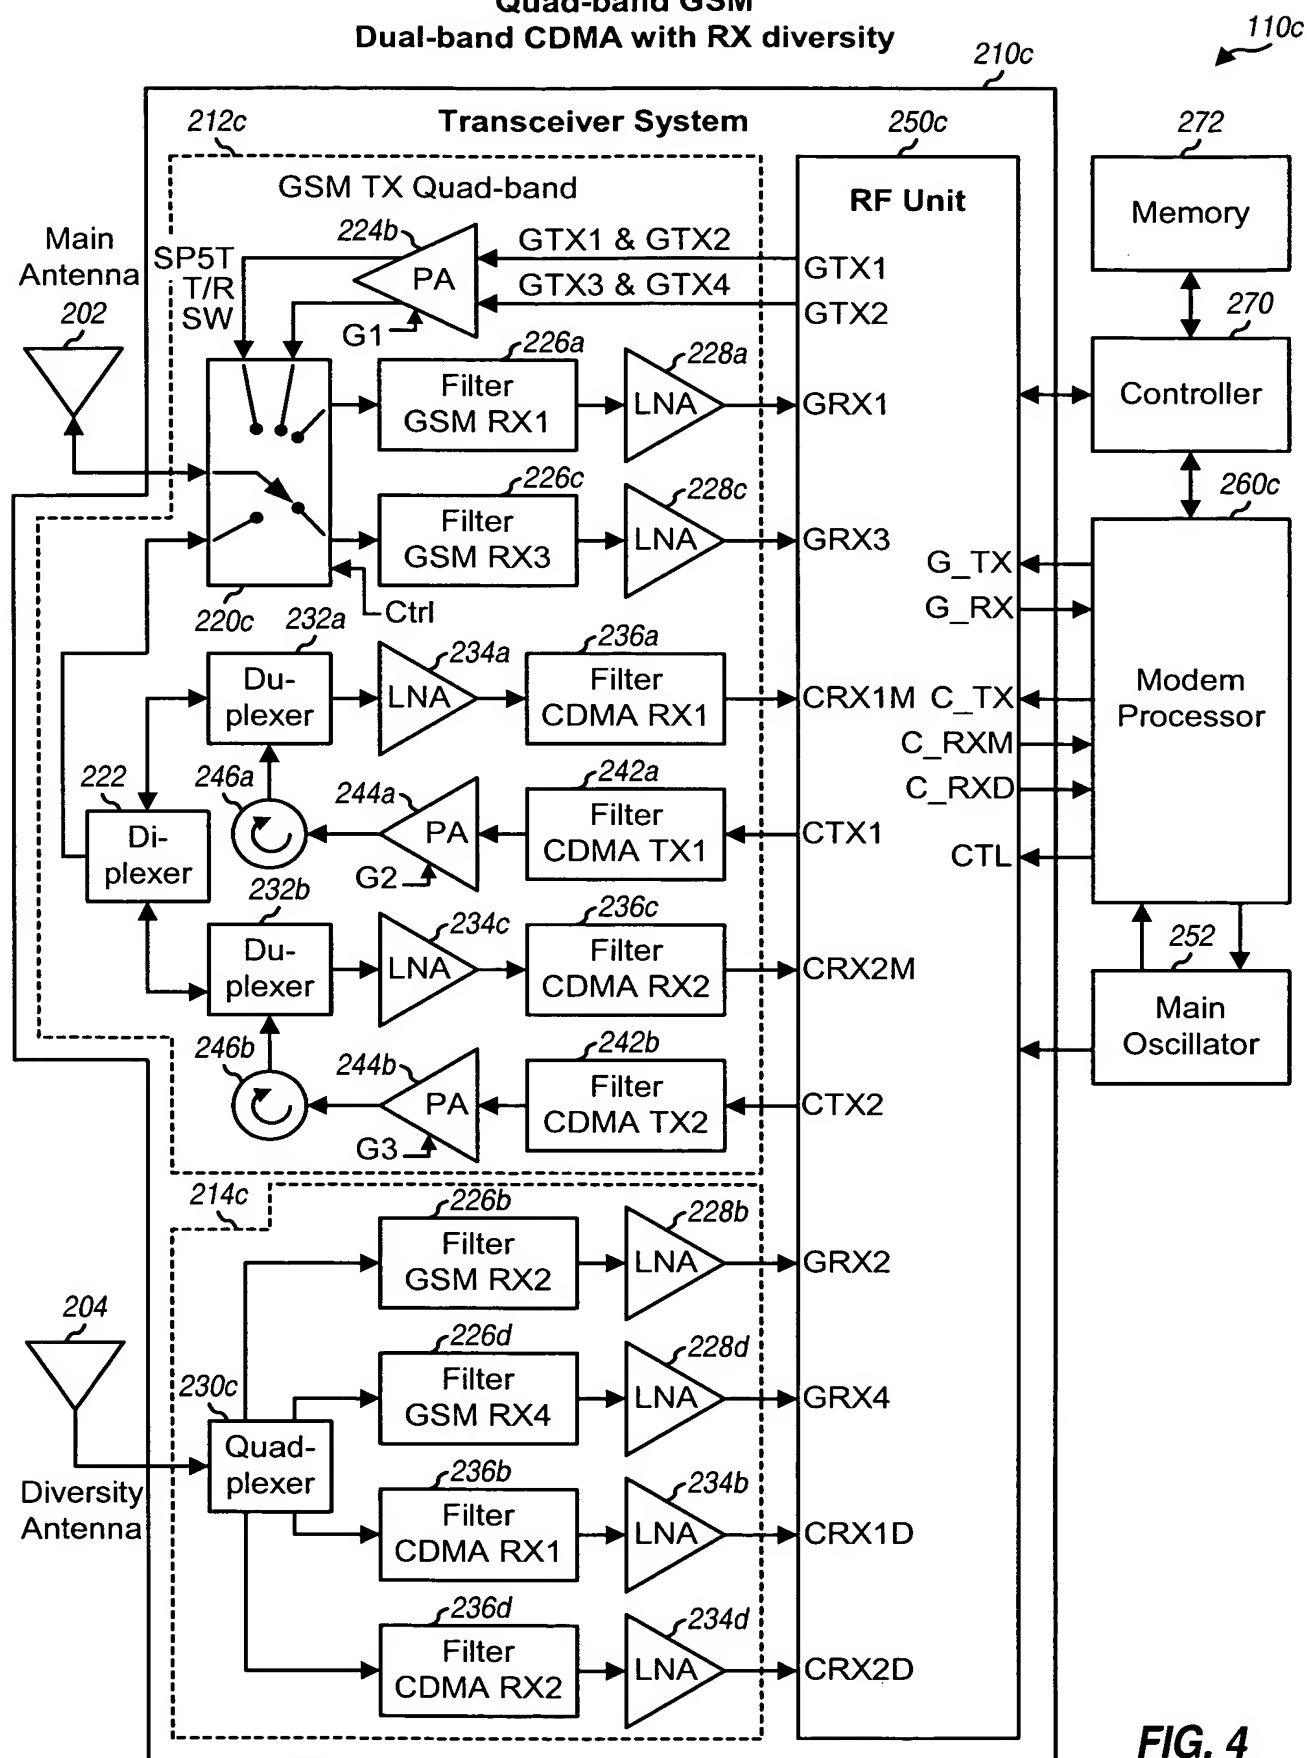 Quad-band GSM
Dual-band CDMA with RX diversity
110c
210c
Transceiver System
212c
250c
272
GSM TX Quad-band
RF Unit
Memory
Main
Antenna
202
SP5T
T/R
SW
224b
PA
G1
GTX1 & GTX2
GTX3 & GTX4
GTX1
GTX2
270
Controller
226a
Filter
GSM RX1
228a
LNA
GRX1
226c
Filter
GSM RX3
228c
LNA
GRX3
260c
Modem
Processor
G_TX
G_RX
C_TX
C_RXM
C_RXD
CTL
220c
Ctrl
232a
Du-
plexer
234a
LNA
236a
Filter
CDMA RX1
CRX1M
222
Di-
plexer
246a
244a
PA
G2
242a
Filter
CDMA TX1
CTX1
232b
Du-
plexer
234c
LNA
236c
Filter
CDMA RX2
CRX2M
252
Main
Oscillator
246b
244b
PA
G3
242b
Filter
CDMA TX2
CTX2
214c
226b
Filter
GSM RX2
228b
LNA
GRX2
204
Diversity
Antenna
230c
Quad-
plexer
226d
Filter
GSM RX4
228d
LNA
GRX4
236b
Filter
CDMA RX1
234b
LNA
CRX1D
236d
Filter
CDMA RX2
234d
LNA
CRX2D
FIG. 4